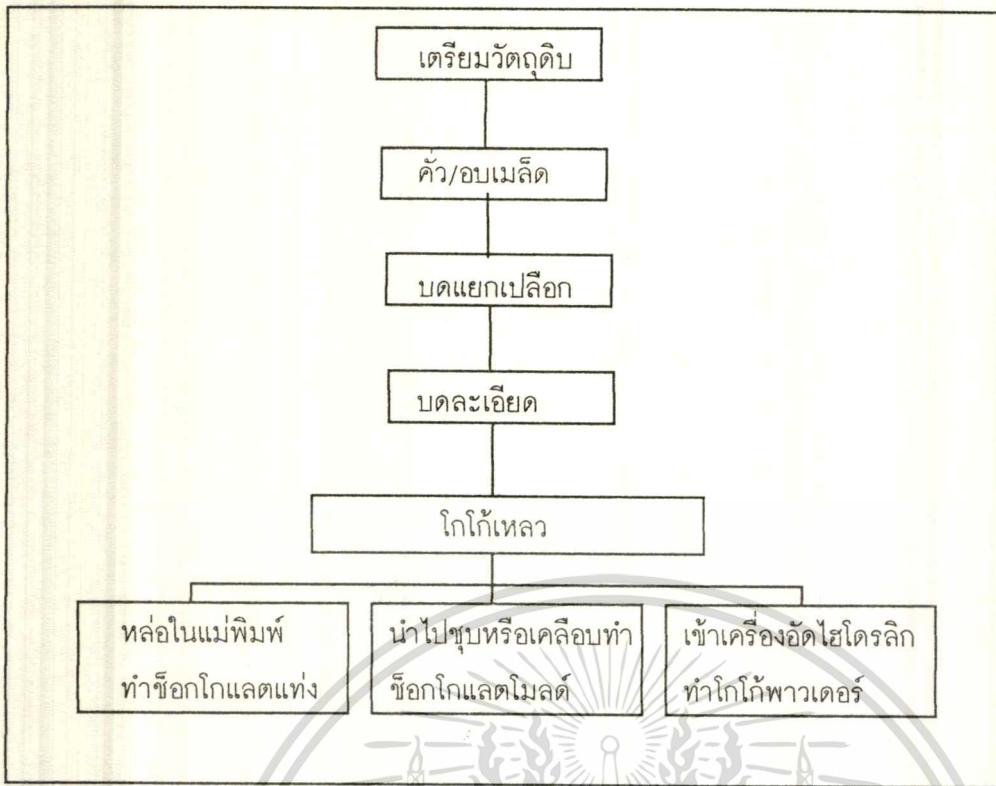 เตรียมวัตถุดิบ
คั่ว/อบเมล็ด
บดแยกเปลือก
บดละเอียด
โกโก้เหลว
หล่อในแม่พิมพ์
ทำช็อกโกแลตแท่ง
นำไปชุบหรือเคลือบทำ
ช็อกโกแลตโมลด์
เข้าเครื่องอัดไฮโดรลิก
ทำโกโก้พาวเดอร์